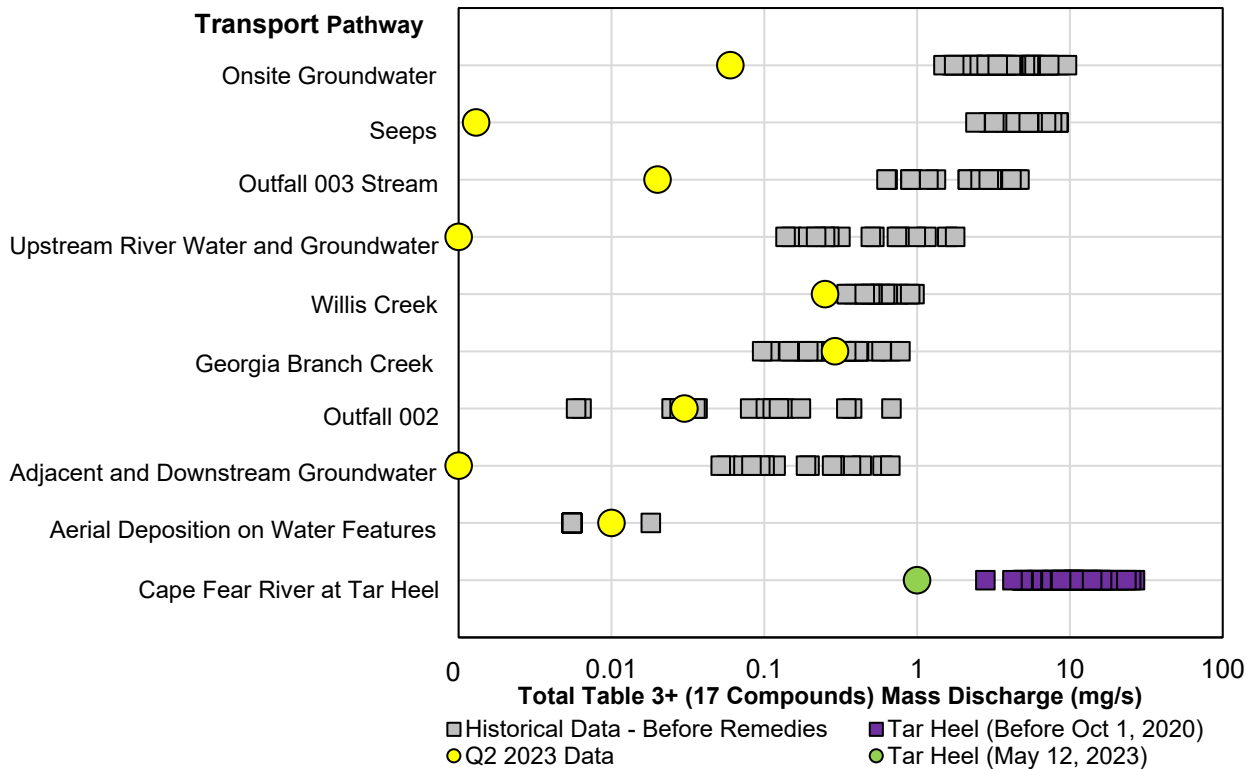 Transport Pathway
Onsite Groundwater
Seeps
Outfall 003 Stream
Upstream River Water and Groundwater
Willis Creek
Georgia Branch Creek
Outfall 002
Adjacent and Downstream Groundwater
Aerial Deposition on Water Features
Cape Fear River at Tar Heel
0 0.01 0.1 1 10 100
Total Table 3+ (17 Compounds) Mass Discharge (mg/s)
Historical Data - Before Remedies Tar Heel (Before Oct 1, 2020)
Q2 2023 Data Tar Heel (May 12, 2023)